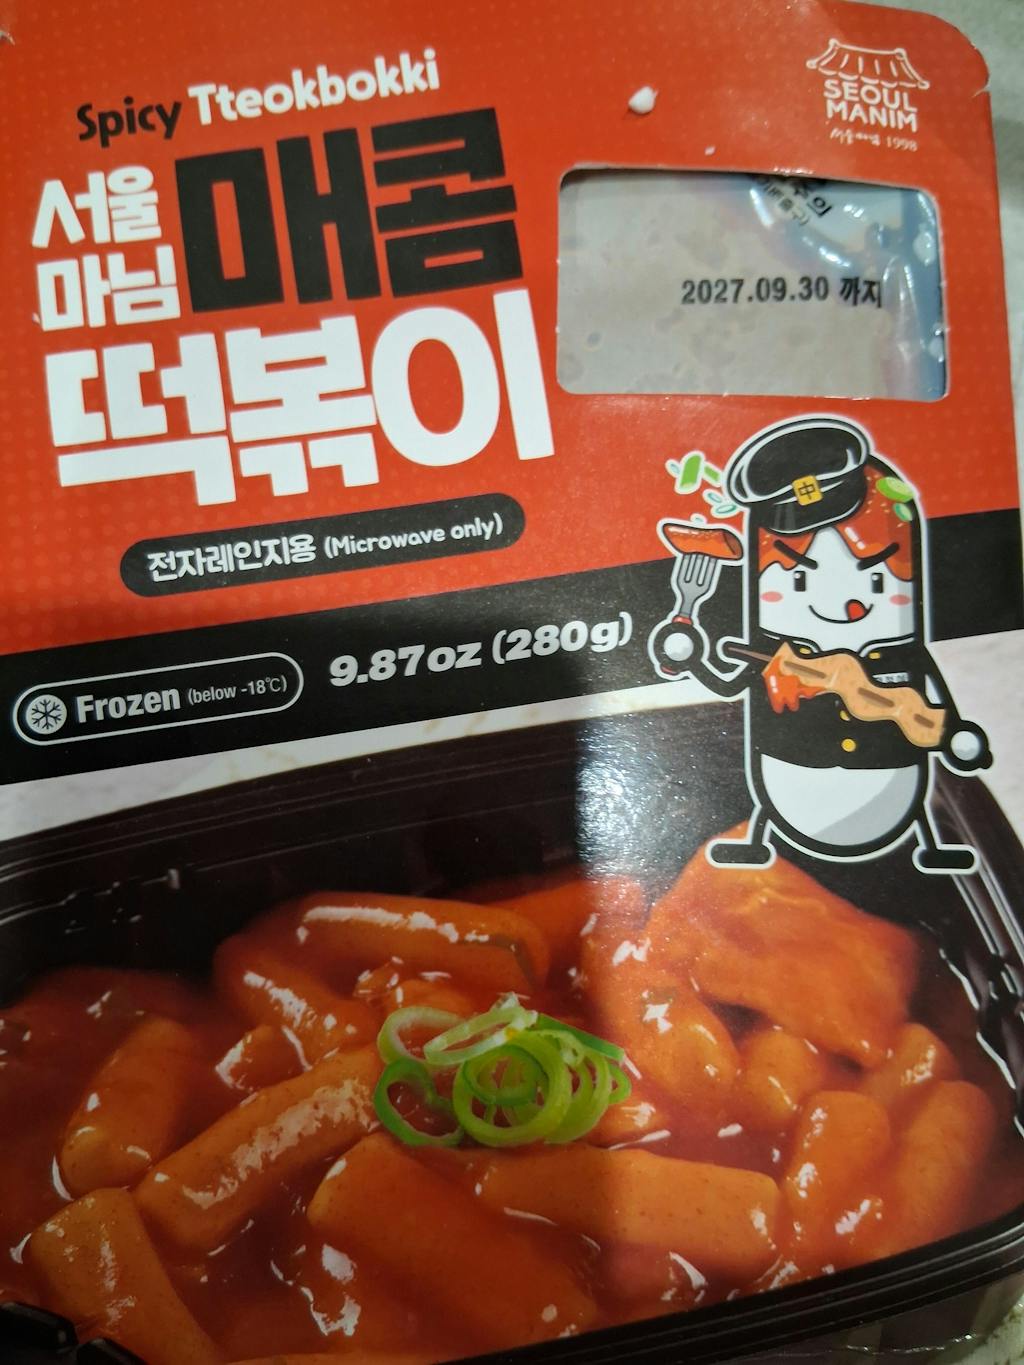 Spicy Tteokbokki
서울
마님
매콤
떡볶이
SEOUL
MANIM
서울마님 1998
2027.09.30 까지
전자레인지용 (Microwave only)
Frozen (below -18℃)
9.87oz (280g)
中